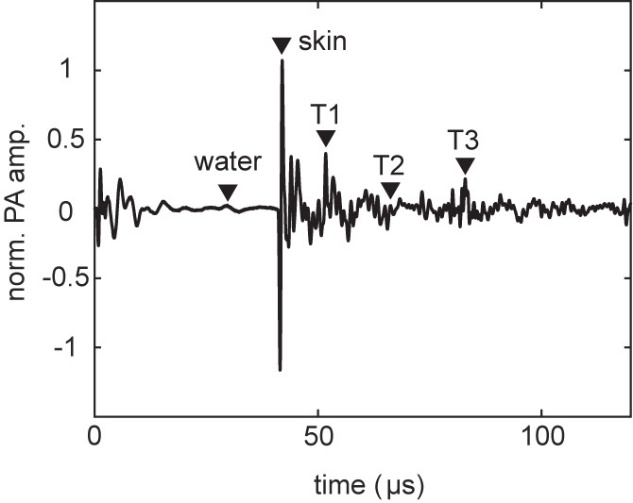 skin
1
T1
0.5
T3
T2
water
0
-0.5
-1
norm. PA amp.
0 50 100
time (µs)